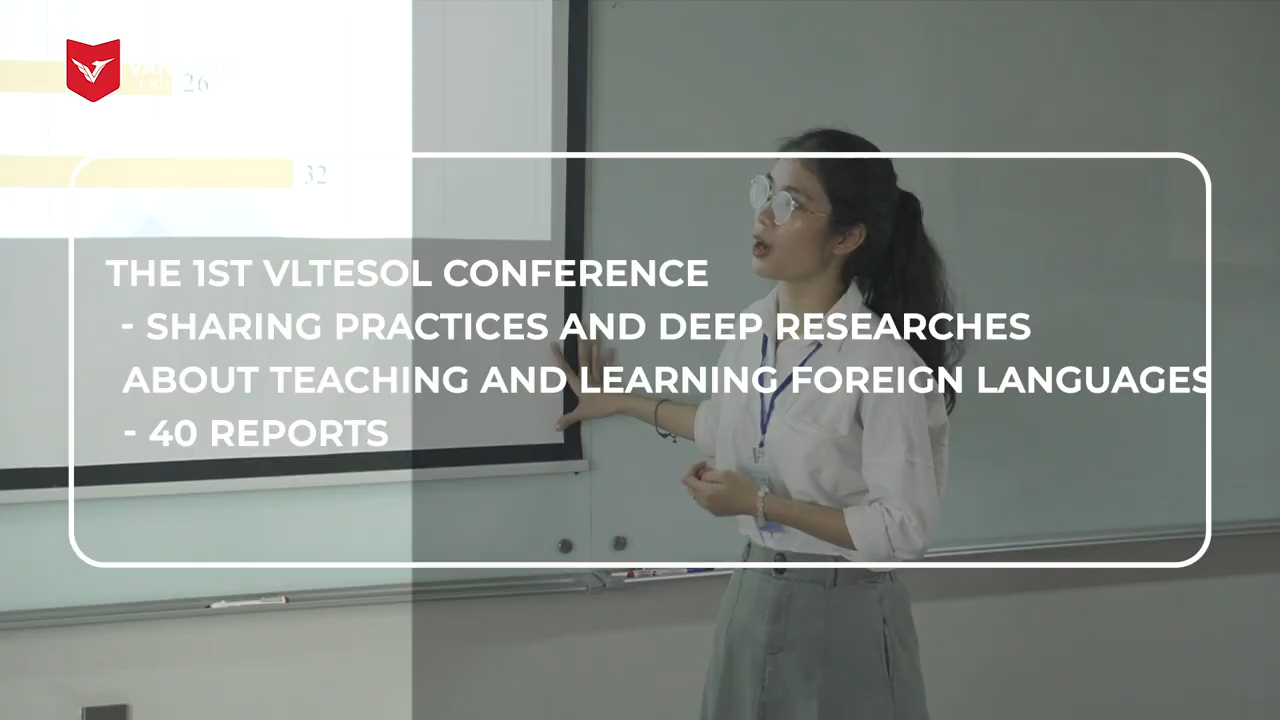 26
32
THE 1ST VLTESOL CONFERENCE
- SHARING PRACTICES AND DEEP RESEARCHES
ABOUT TEACHING AND LEARNING FOREIGN LANGUAGES
- 40 REPORTS